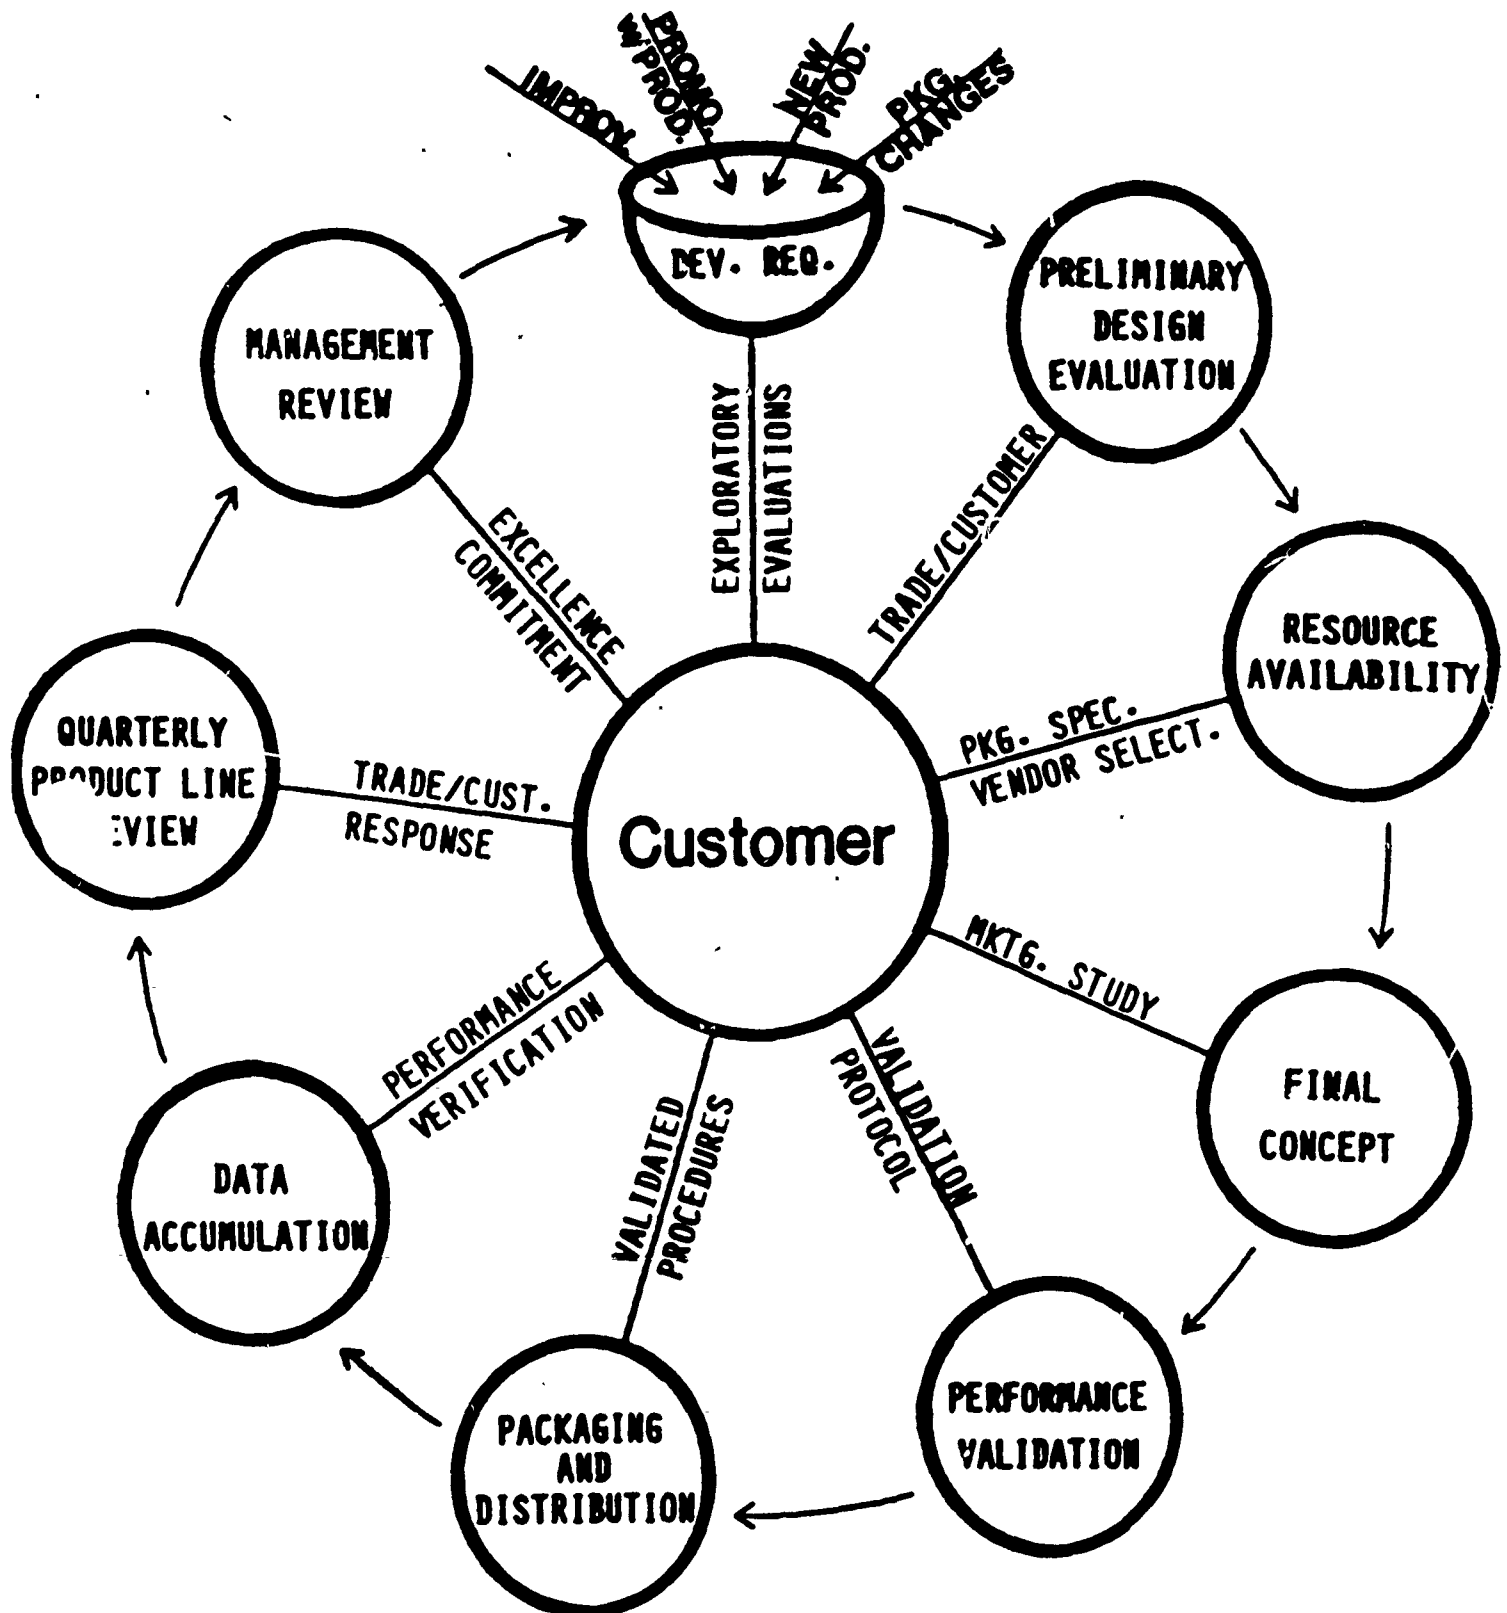 IMPROV.
PROMO.
W/PROD.
NEW
PROD.
PKG.
CHANGES
DEV. REQ.
PRELIMINARY
DESIGN
EVALUATION
MANAGEMENT
REVIEW
EXPLORATORY
EVALUATIONS
TRADE/CUSTOMER
EXCELLENCE
COMMITMENT
RESOURCE
AVAILABILITY
PKG. SPEC.
VENDOR SELECT.
QUARTERLY
PRODUCT LINE
EVIEW
TRADE/CUST.
RESPONSE
Customer
MKTG. STUDY
FINAL
CONCEPT
PERFORMANCE
VERIFICATION
VALIDATION
PROTOCOL
VALIDATED
PROCEDURES
DATA
ACCUMULATION
PERFORMANCE
VALIDATION
PACKAGING
AND
DISTRIBUTION